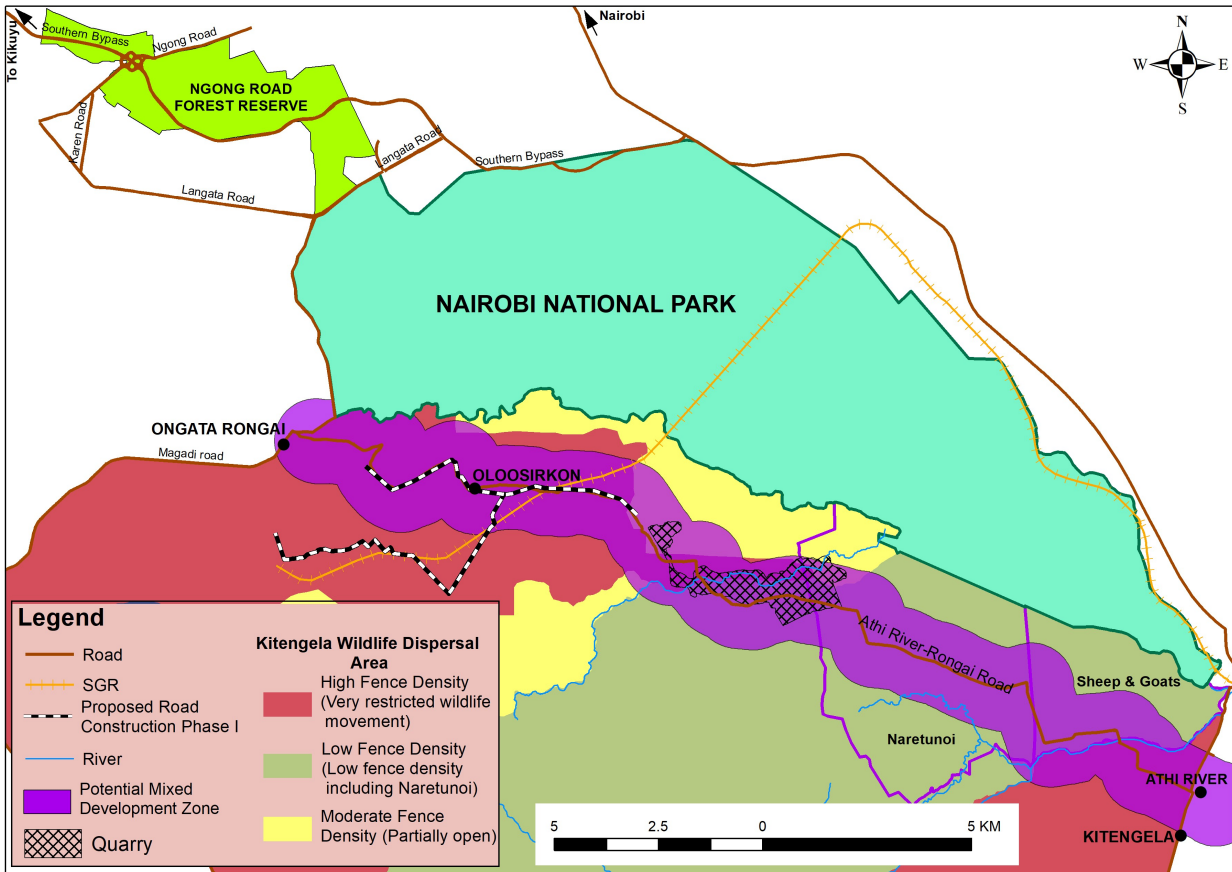 Nairobi
N
W
E
S
To Kikuyu
Southern Bypass
Ngong Road
NGONG ROAD
FOREST RESERVE
Karen Road
Langata Road
Southern Bypass
Langata Road
NAIROBI NATIONAL PARK
ONGATA RONGAI
Magadi road
OLOOSIRKON
Athi River-Rongai Road
Sheep & Goats
Naretunoi
ATHI RIVER
KITENGELA
Legend
Road
SGR
Proposed Road
Construction Phase I
River
Potential Mixed
Development Zone
Quarry
Kitengela Wildlife Dispersal
Area
High Fence Density
(Very restricted wildlife
movement)
Low Fence Density
(Low fence density
including Naretunoi)
Moderate Fence
Density (Partially open)
5 2.5 0 5 KM